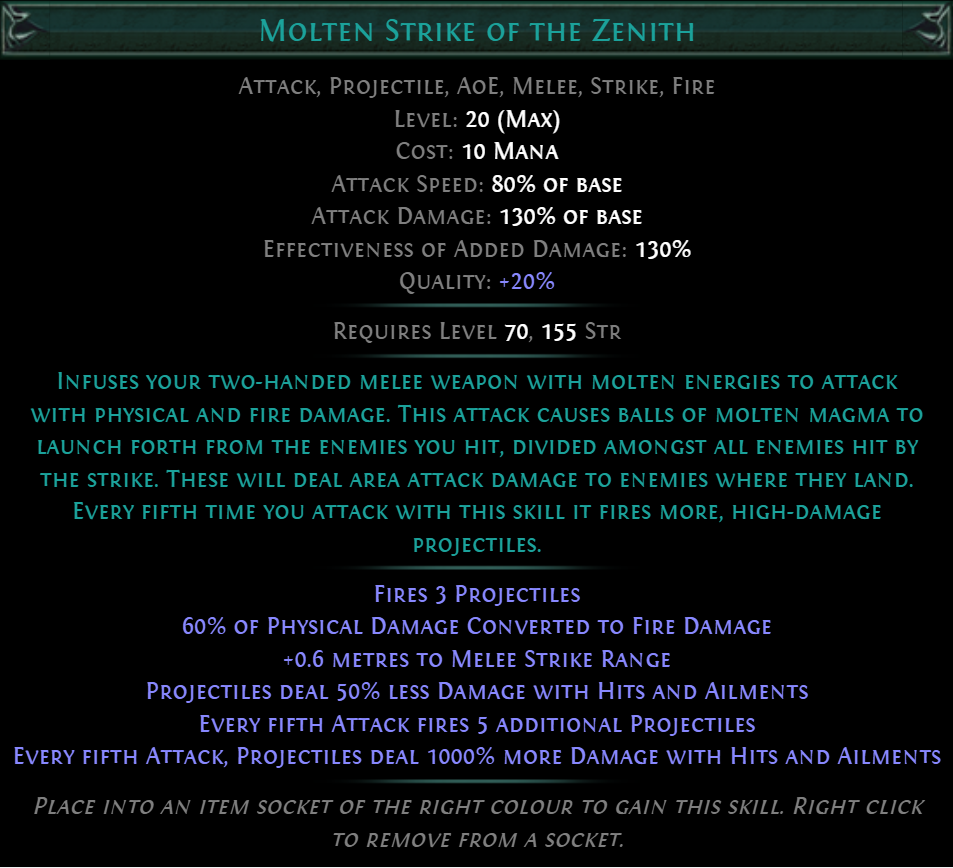 Molten Strike of the Zenith
Attack, Projectile, AoE, Melee, Strike, Fire
Level: 20 (Max)
Cost: 10 Mana
Attack Speed: 80% of base
Attack Damage: 130% of base
Effectiveness of Added Damage: 130%
Quality: +20%
Requires Level 70, 155 Str
Infuses your two-handed melee weapon with molten energies to attack
with physical and fire damage. This attack causes balls of molten magma to
launch forth from the enemies you hit, divided amongst all enemies hit by
the strike. These will deal area attack damage to enemies where they land.
Every fifth time you attack with this skill it fires more, high-damage
projectiles.
Fires 3 Projectiles
60% of Physical Damage Converted to Fire Damage
+0.6 metres to Melee Strike Range
Projectiles deal 50% less Damage with Hits and Ailments
Every fifth Attack fires 5 additional Projectiles
Every fifth Attack, Projectiles deal 1000% more Damage with Hits and Ailments
Place into an item socket of the right colour to gain this skill. Right click
to remove from a socket.